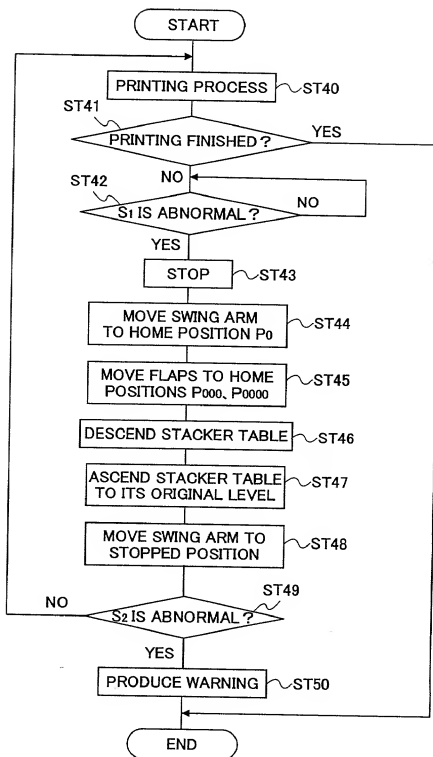 START
PRINTING PROCESS
ST40
ST41
PRINTING FINISHED?
YES
NO
ST42
S1 IS ABNORMAL?
NO
YES
STOP
ST43
MOVE SWING ARM
TO HOME POSITION P0
ST44
MOVE FLAPS TO HOME
POSITIONS P000、P0000
ST45
DESCEND STACKER TABLE
ST46
ASCEND STACKER TABLE
TO ITS ORIGINAL LEVEL
ST47
MOVE SWING ARM TO
STOPPED POSITION
ST48
ST49
NO
S2 IS ABNORMAL?
YES
PRODUCE WARNING
ST50
END